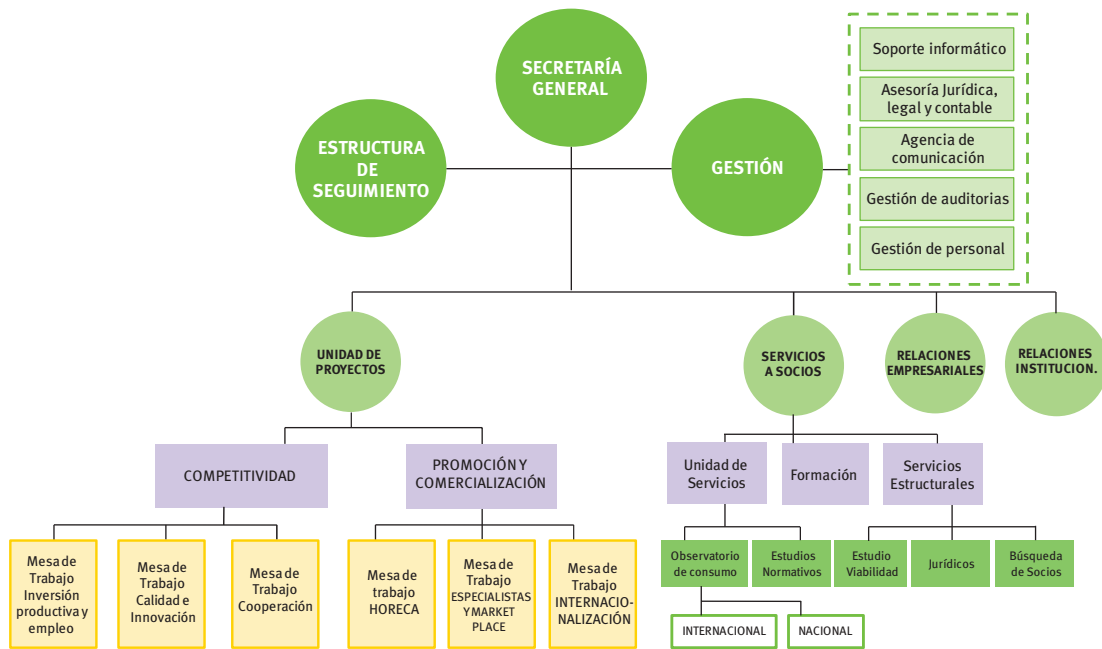 SECRETARÍA
GENERAL
ESTRUCTURA
DE
SEGUIMIENTO
GESTIÓN
Soporte informático
Asesoría Jurídica,
legal y contable
Agencia de
comunicación
Gestión de auditorias
Gestión de personal
UNIDAD DE
PROYECTOS
SERVICIOS
A SOCIOS
RELACIONES
EMPRESARIALES
RELACIONES
INSTITUCION.
COMPETITIVIDAD
PROMOCIÓN Y
COMERCIALIZACIÓN
Unidad de
Servicios
Formación
Servicios
Estructurales
Mesa de
Trabajo
Inversión
productiva y
empleo
Mesa de
Trabajo
Calidad e
Innovación
Mesa de
Trabajo
Cooperación
Mesa de
trabajo
HORECA
Mesa de
Trabajo
ESPECIALISTAS
Y MARKET
PLACE
Mesa de
Trabajo
INTERNACIO-
NALIZACIÓN
Observatorio
de consumo
Estudios
Normativos
Estudio
Viabilidad
Jurídicos
Búsqueda
de Socios
INTERNACIONAL
NACIONAL